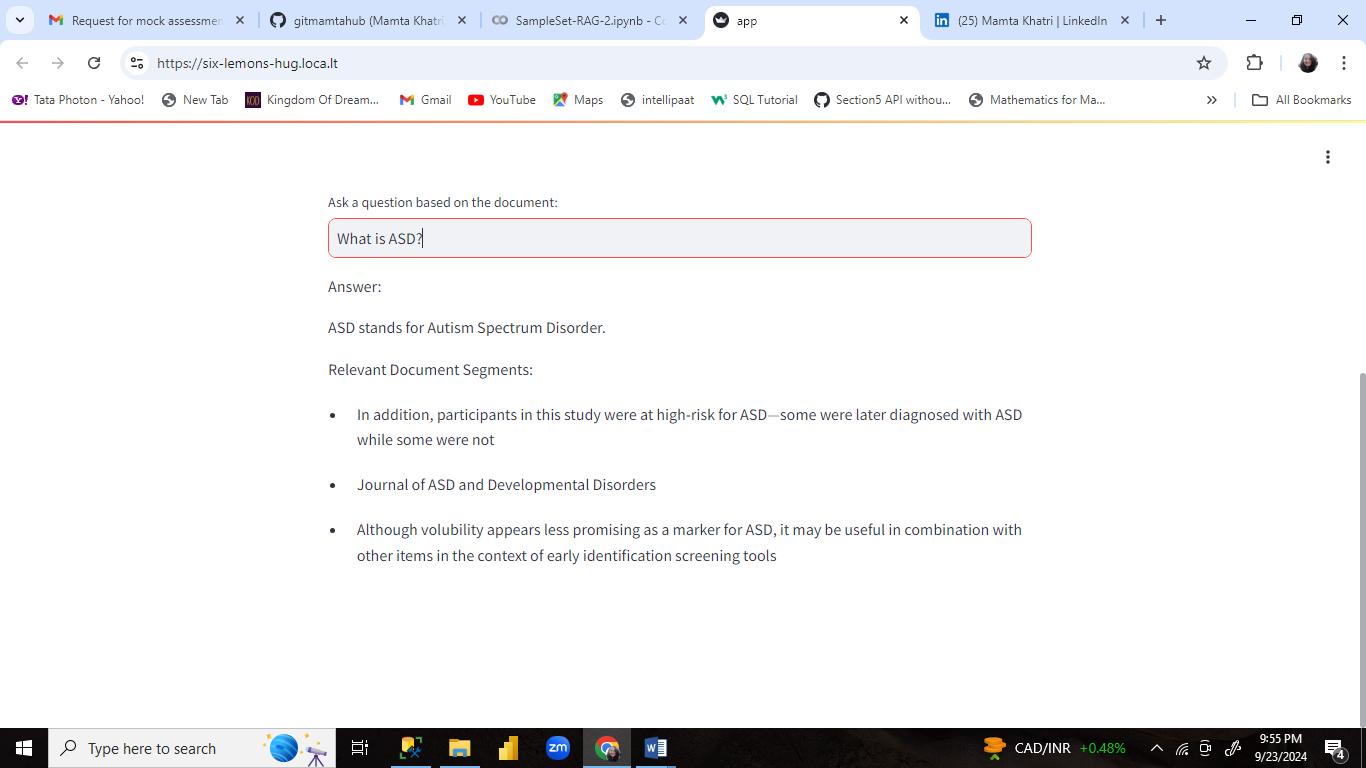 Request for mock assessmen
gitmamtahub (Mamta Khatri
SampleSet-RAG-2.ipynb - Co
app
(25) Mamta Khatri | LinkedIn
https://six-lemons-hug.loca.lt
Tata Photon - Yahoo!
New Tab
KOD
Kingdom Of Dream...
Gmail
YouTube
Maps
intellipaat
SQL Tutorial
Section5 API withou...
Mathematics for Ma...
All Bookmarks
Ask a question based on the document:
What is ASD?
Answer:
ASD stands for Autism Spectrum Disorder.
Relevant Document Segments:
In addition, participants in this study were at high-risk for ASD—some were later diagnosed with ASD
while some were not
Journal of ASD and Developmental Disorders
Although volubility appears less promising as a marker for ASD, it may be useful in combination with
other items in the context of early identification screening tools
Type here to search
zm
CAD/INR +0.48%
9:55 PM
9/23/2024
4